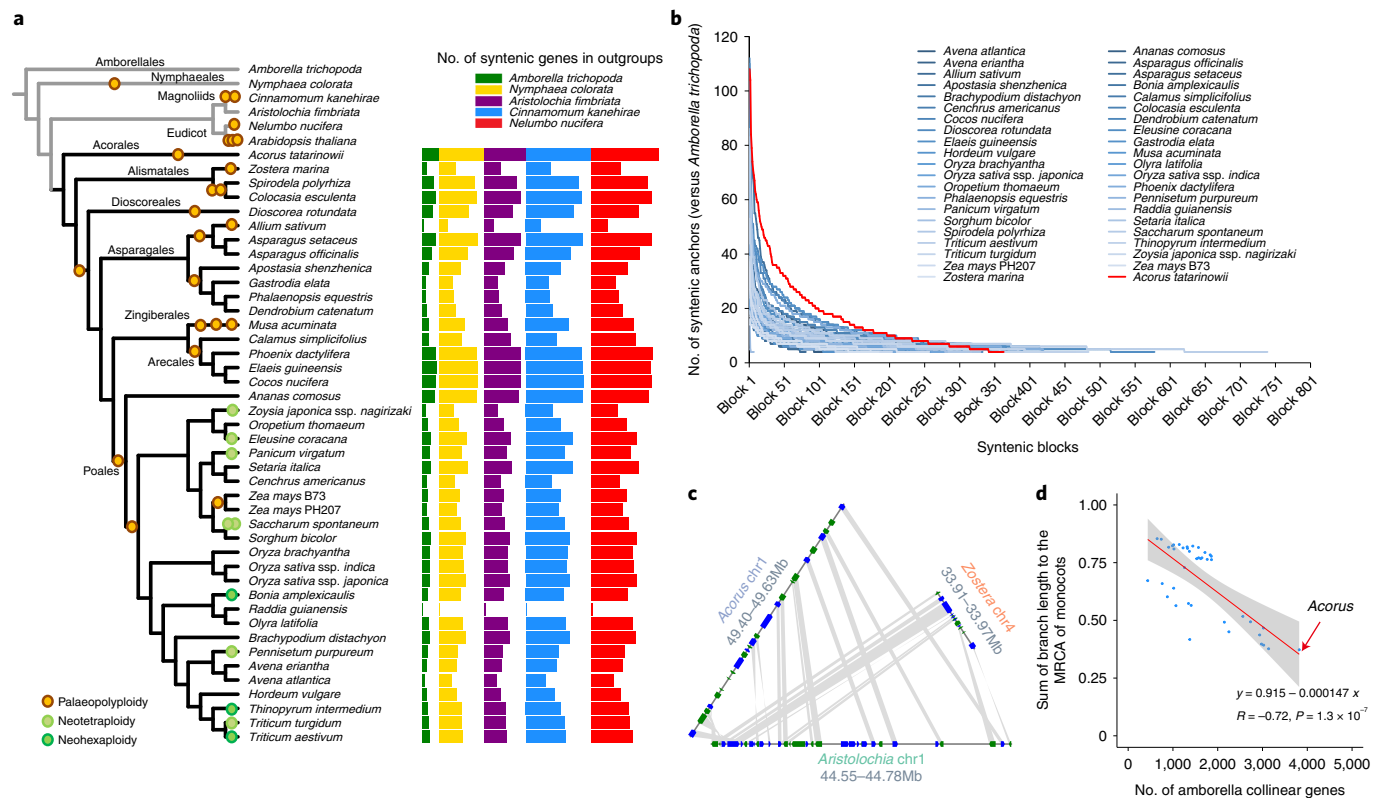 a
Amborellales
Nymphaeales
Magnoliids
Eudicot
Acorales
Alismatales
Dioscoreales
Asparagales
Zingiberales
Arecales
Poales
Amborella trichopoda
Nymphaea colorata
Cinnamomum kanehirae
Aristolochia fimbriata
Nelumbo nucifera
Arabidopsis thaliana
Acorus tatarinowii
Zostera marina
Spirodela polyrhiza
Colocasia esculenta
Dioscorea rotundata
Allium sativum
Asparagus setaceus
Asparagus officinalis
Apostasia shenzhenica
Gastrodia elata
Phalaenopsis equestris
Dendrobium catenatum
Musa acuminata
Calamus simplicifolius
Phoenix dactylifera
Elaeis guineensis
Cocos nucifera
Ananas comosus
Zoysia japonica ssp. nagirizaki
Oropetium thomaeum
Eleusine coracana
Panicum virgatum
Setaria italica
Cenchrus americanus
Zea mays B73
Zea mays PH207
Saccharum spontaneum
Sorghum bicolor
Oryza brachyantha
Oryza sativa ssp. indica
Oryza sativa ssp. japonica
Bonia amplexicaulis
Raddia guianensis
Olyra latifolia
Brachypodium distachyon
Pennisetum purpureum
Avena eriantha
Avena atlantica
Hordeum vulgare
Thinopyrum intermedium
Triticum turgidum
Triticum aestivum
Palaeopolyploidy
Neotetraploidy
Neohexaploidy
No. of syntenic genes in outgroups
Amborella trichopoda
Nymphaea colorata
Aristolochia fimbriata
Cinnamomum kanehirae
Nelumbo nucifera
b
No. of syntenic anchors (versus Amborella trichopoda)
120
100
80
60
40
20
0
Block 1
Block 51
Block 101
Block 151
Block 201
Block 251
Block 301
Block 351
Block 401
Block 451
Block 501
Block 551
Block 601
Block 651
Block 701
Block 751
Block 801
Syntenic blocks
Avena atlantica
Avena eriantha
Allium sativum
Apostasia shenzhenica
Brachypodium distachyon
Cenchrus americanus
Cocos nucifera
Dioscorea rotundata
Elaeis guineensis
Hordeum vulgare
Oryza brachyantha
Oryza sativa ssp. japonica
Oropetium thomaeum
Phalaenopsis equestris
Panicum virgatum
Sorghum bicolor
Spirodela polyrhiza
Triticum aestivum
Triticum turgidum
Zea mays PH207
Zostera marina
Ananas comosus
Asparagus officinalis
Asparagus setaceus
Bonia amplexicaulis
Calamus simplicifolius
Colocasia esculenta
Dendrobium catenatum
Eleusine coracana
Gastrodia elata
Musa acuminata
Olyra latifolia
Oryza sativa ssp. indica
Phoenix dactylifera
Pennisetum purpureum
Raddia guianensis
Setaria italica
Saccharum spontaneum
Thinopyrum intermedium
Zoysia japonica ssp. nagirizaki
Zea mays B73
Acorus tatarinowii
c
Acorus chr1
49.40–49.63Mb
Zostera chr4
33.91–33.97Mb
Aristolochia chr1
44.55–44.78Mb
d
Sum of branch length to the
MRCA of monocots
1.00
0.75
0.50
0.25
0
Acorus
y = 0.915 − 0.000147 x
R = −0.72, P = 1.3 × 10⁻⁷
0
1,000
2,000
3,000
4,000
5,000
No. of amborella collinear genes